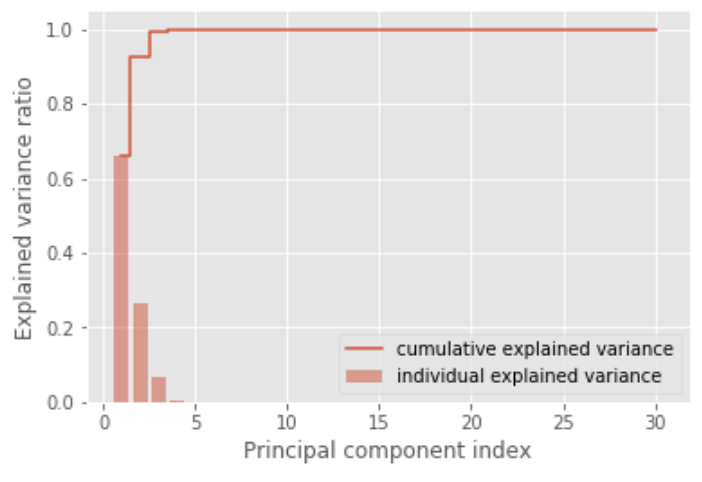 1.0
0.8
0.6
0.4
0.2
0.0
Explained variance ratio
cumulative explained variance
individual explained variance
0 5 10 15 20 25 30
Principal component index